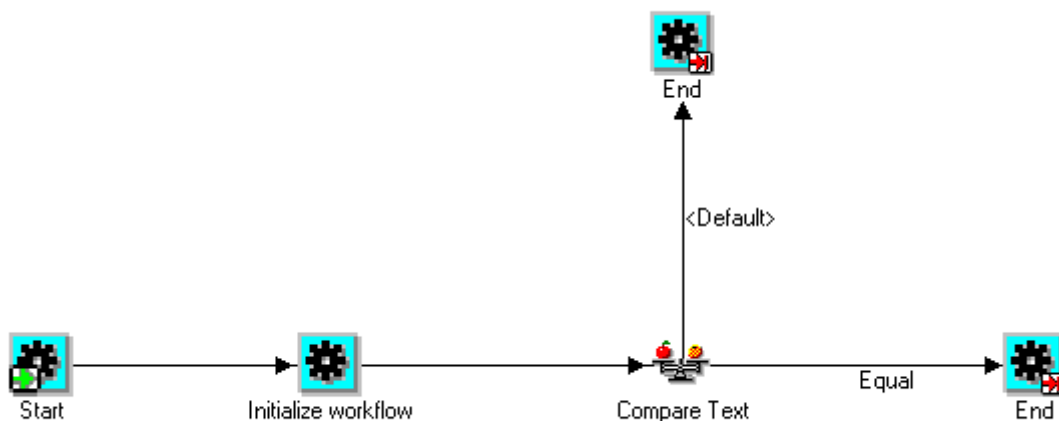 End
<Default>
Equal
Start
Initialize workflow
Compare Text
End